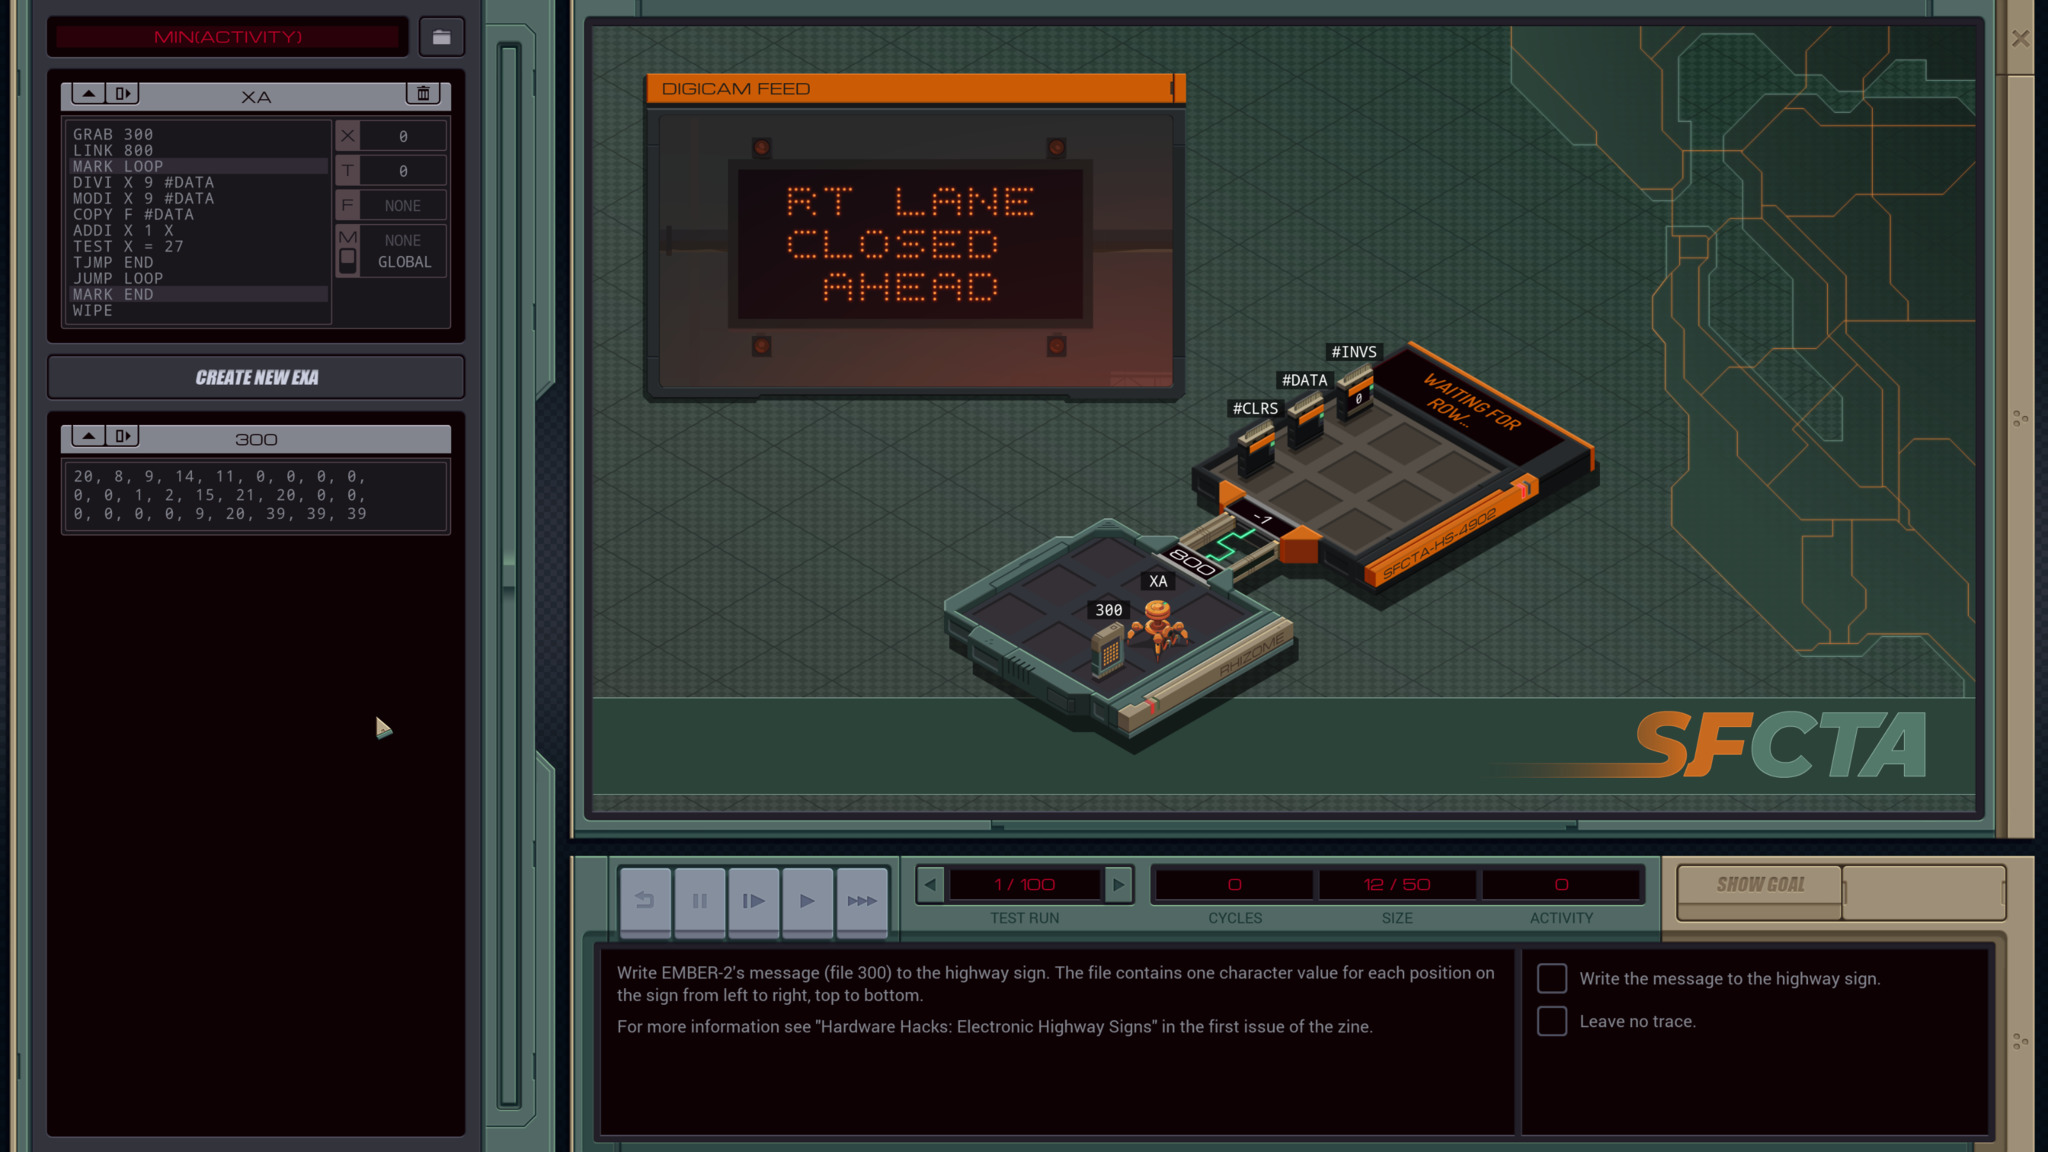 MIN(ACTIVITY)
XA
GRAB 300
LINK 800
MARK LOOP
DIVI X 9 #DATA
MODI X 9 #DATA
COPY F #DATA
ADDI X 1 X
TEST X = 27
TJMP END
JUMP LOOP
MARK END
WIPE
X 0
T 0
F NONE
M NONE
GLOBAL
CREATE NEW EXA
300
20, 8, 9, 14, 11, 0, 0, 0, 0,
0, 0, 1, 2, 15, 21, 20, 0, 0,
0, 0, 0, 0, 9, 20, 39, 39, 39
DIGICAM FEED
RT LANE
CLOSED
AHEAD
#INVS
#DATA
#CLRS
0
WAITING FOR
ROW...
-1
800
SFCTA-HS-4902
XA
300
RHIZOME
SFCTA
1 / 100
TEST RUN
0
CYCLES
12 / 50
SIZE
0
ACTIVITY
SHOW GOAL
Write EMBER-2's message (file 300) to the highway sign. The file contains one character value for each position on
the sign from left to right, top to bottom.
For more information see "Hardware Hacks: Electronic Highway Signs" in the first issue of the zine.
Write the message to the highway sign.
Leave no trace.